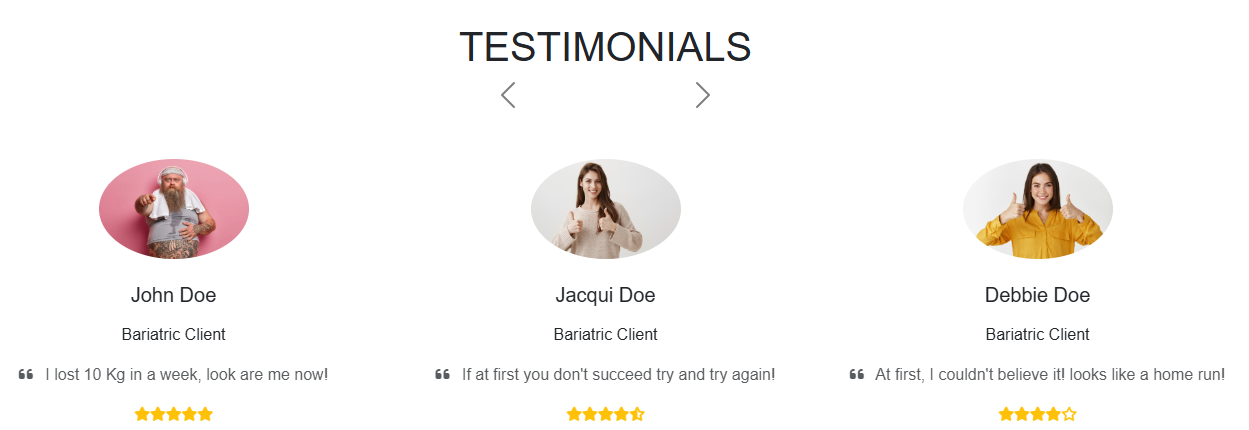 TESTIMONIALS
John Doe
Jacqui Doe
Debbie Doe
Bariatric Client
Bariatric Client
Bariatric Client
“ I lost 10 Kg in a week, look are me now!
“ If at first you don't succeed try and try again!
“ At first, I couldn't believe it! looks like a home run!